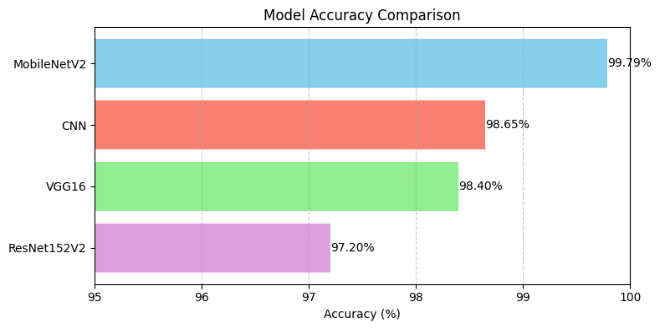 Model Accuracy Comparison
MobileNetV2
99.79%
CNN
98.65%
VGG16
98.40%
ResNet152V2
97.20%
95 96 97 98 99 100
Accuracy (%)